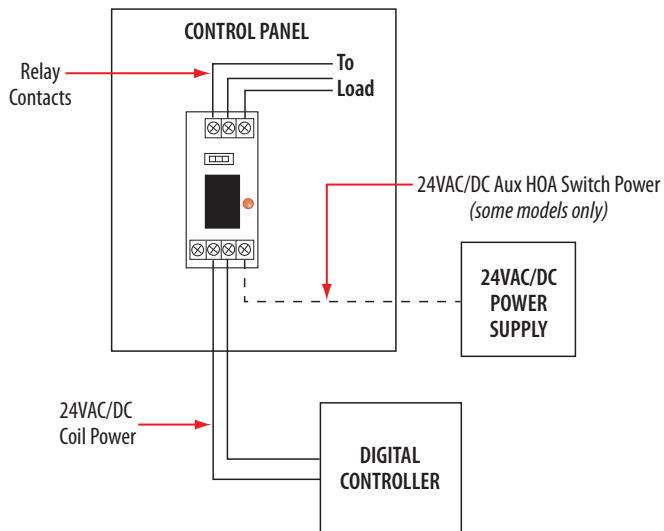 CONTROL PANEL
To
Load
Relay
Contacts
24VAC/DC Aux HOA Switch Power
(some models only)
24VAC/DC
POWER
SUPPLY
24VAC/DC
Coil Power
DIGITAL
CONTROLLER